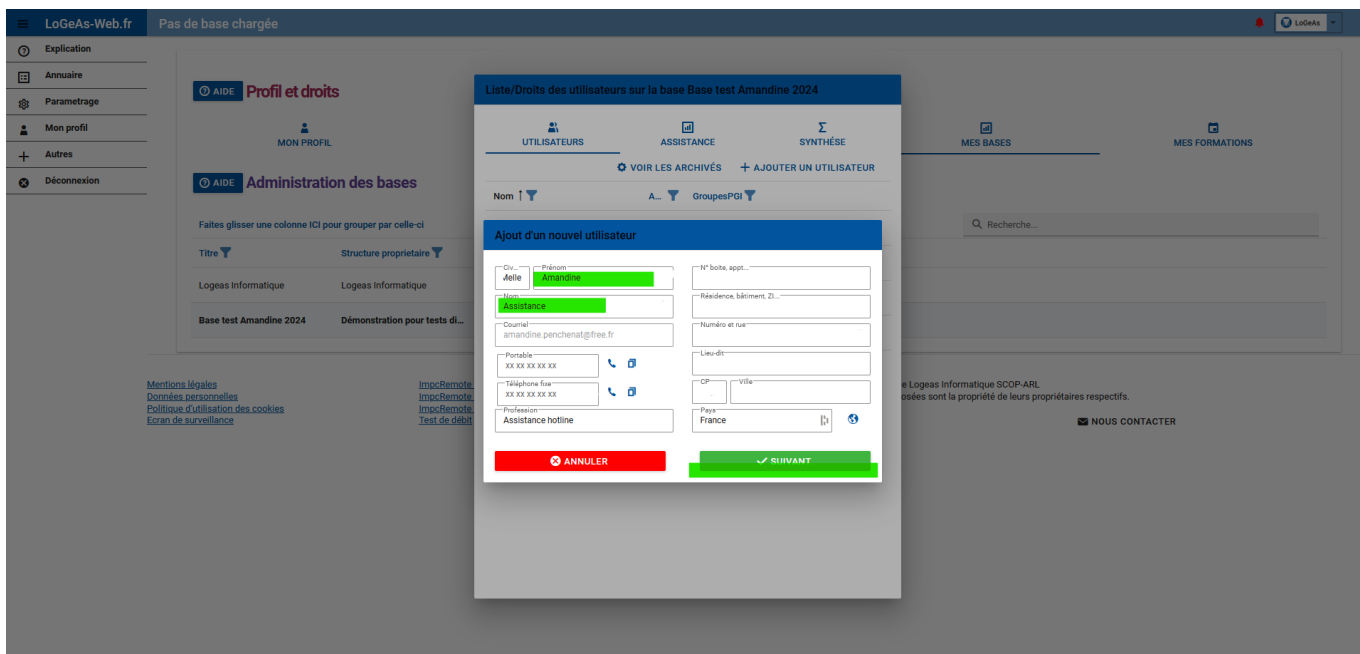 LoGeAs-Web.fr
Pas de base chargée
LoGeAs
Explication
Annuaire
Parametrage
Mon profil
Autres
Déconnexion
AIDE Profil et droits
MON PROFIL
MES BASES
MES FORMATIONS
AIDE Administration des bases
Faites glisser une colonne ICI pour grouper par celle-ci
Recherche...
Titre
Structure proprietaire
Logeas Informatique
Logeas Informatique
Base test Amandine 2024
Démonstration pour tests di...
Liste/Droits des utilisateurs sur la base Base test Amandine 2024
UTILISATEURS
ASSISTANCE
SYNTHÉSE
VOIR LES ARCHIVÉS
AJOUTER UN UTILISATEUR
Nom
A...
GroupesPGI
Ajout d'un nouvel utilisateur
Civ...
Melle
Prénom
Amandine
N° boite, appt...
Nom
Assistance
Résidence, bâtiment, ZI...
Courriel
amandine.penchenat@free.fr
Numéro et rue
Portable
xx xx xx xx xx
Lieu-dit
Téléphone fixe
xx xx xx xx xx
CP
Ville
Profession
Assistance hotline
Pays
France
ANNULER
SUIVANT
Mentions légales
Données personnelles
Politique d'utilisation des cookies
Ecran de surveillance
ImpcRemote
ImpcRemote
ImpcRemote
Test de débit
e Logeas Informatique SCOP-ARL
osées sont la propriété de leurs propriétaires respectifs.
NOUS CONTACTER